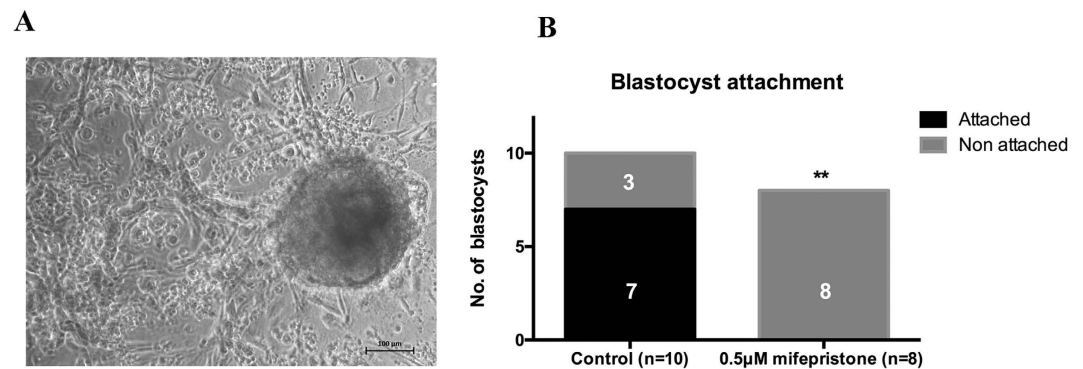 A
100 µm
B
Blastocyst attachment
Attached
Non attached
No. of blastocysts
10
5
0
3
7
**
8
Control (n=10)
0.5µM mifepristone (n=8)